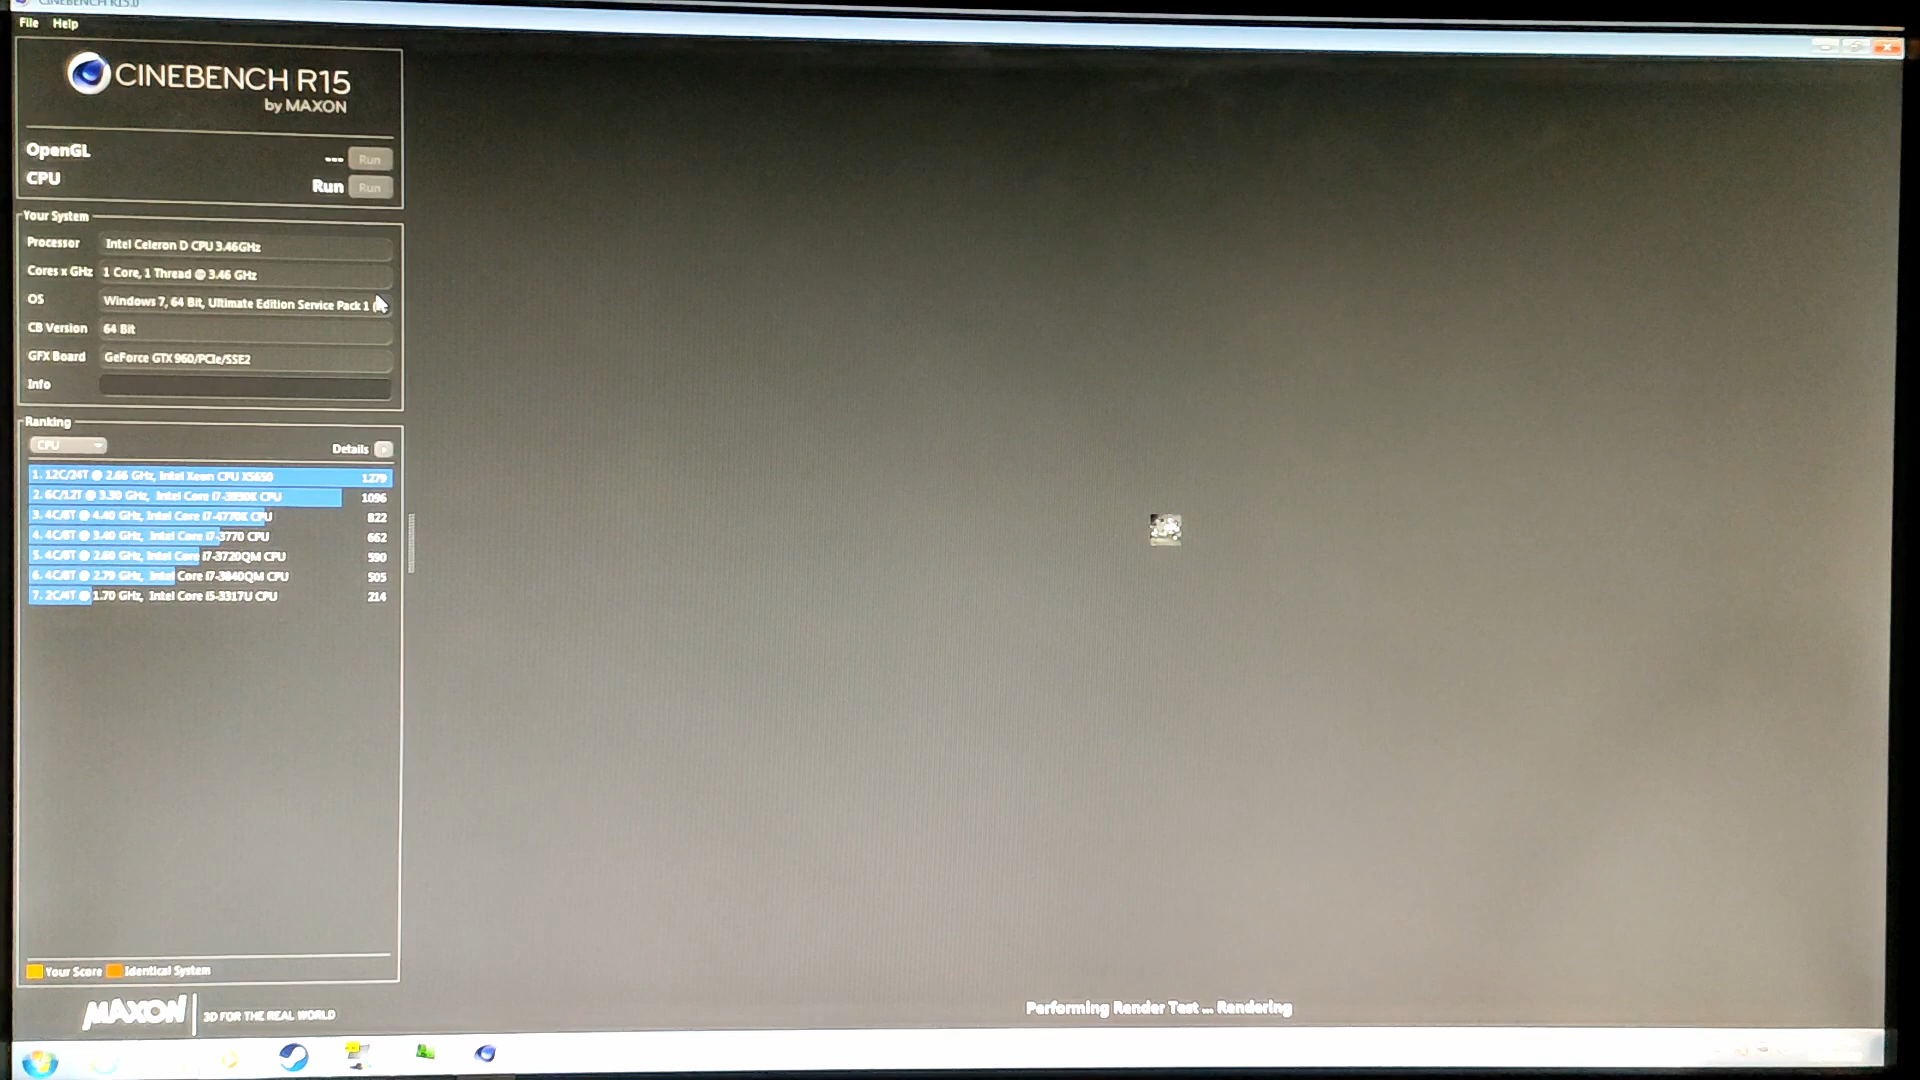 CINEBENCH R15.0
File Help
CINEBENCH R15
by MAXON
OpenGL --- Run
CPU Run Run
Your System
Processor Intel Celeron D CPU 3.46GHz
Cores x GHz 1 Core, 1 Thread @ 3.46 GHz
OS Windows 7, 64 Bit, Ultimate Edition Service Pack 1 (
CB Version 64 Bit
GFX Board GeForce GTX 960/PCIe/SSE2
Info
Ranking
CPU Details
1. 12C/24T @ 2.66 GHz, Intel Xeon CPU X5650 1279
2. 6C/12T @ 3.30 GHz, Intel Core i7-3930K CPU 1096
3. 4C/8T @ 4.40 GHz, Intel Core i7-4770K CPU 822
4. 4C/8T @ 3.40 GHz, Intel Core i7-3770 CPU 662
5. 4C/8T @ 2.60 GHz, Intel Core i7-3720QM CPU 590
6. 4C/8T @ 2.79 GHz, Intel Core i7-3840QM CPU 505
7. 2C/4T @ 1.70 GHz, Intel Core i5-3317U CPU 214
Your Score Identical System
MAXON 3D FOR THE REAL WORLD
Performing Render Test ... Rendering